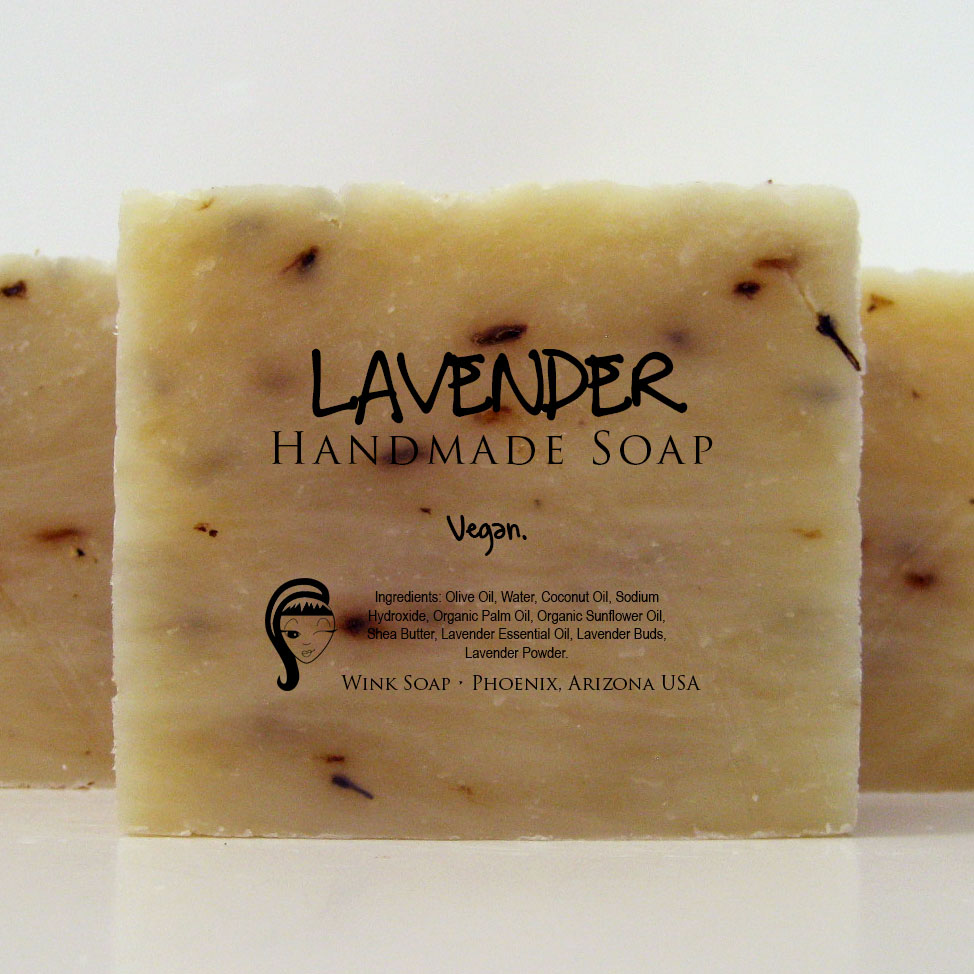 LAVENDER
HANDMADE SOAP
Vegan.
Ingredients: Olive Oil, Water, Coconut Oil, Sodium
Hydroxide, Organic Palm Oil, Organic Sunflower Oil,
Shea Butter, Lavender Essential Oil, Lavender Buds,
Lavender Powder.
WINK SOAP · PHOENIX, ARIZONA USA